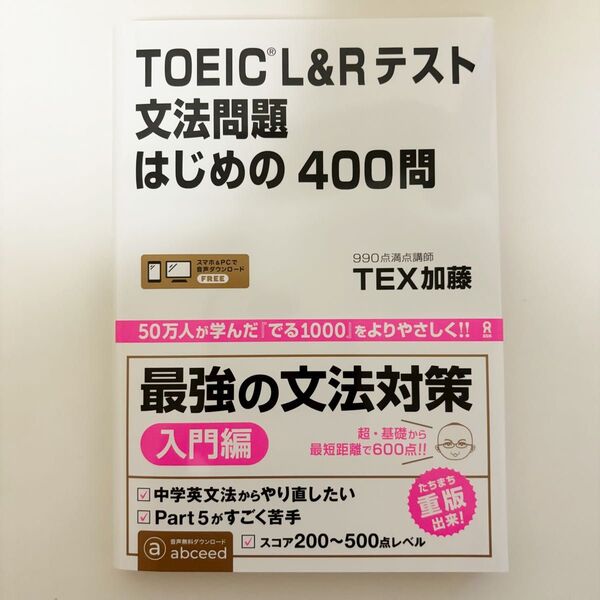 TOEIC® L&Rテスト
文法問題
はじめの400問
スマホ&PCで
音声ダウンロード
FREE
990点満点講師
TEX加藤
50万人が学んだ『でる1000』をよりやさしく!!
ASK
最強の文法対策
入門編
超・基礎から
最短距離で600点!!
中学英文法からやり直したい
Part5がすごく苦手
スコア200〜500点レベル
たちまち
重版
出来!
音声無料ダウンロード
a abceed